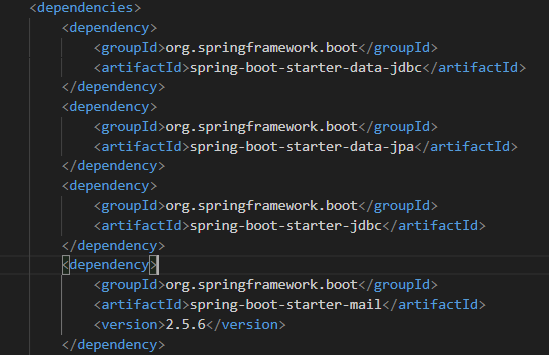 <dependencies>
<dependency>
<groupId>org.springframework.boot</groupId>
<artifactId>spring-boot-starter-data-jdbc</artifactId>
</dependency>
<dependency>
<groupId>org.springframework.boot</groupId>
<artifactId>spring-boot-starter-data-jpa</artifactId>
</dependency>
<dependency>
<groupId>org.springframework.boot</groupId>
<artifactId>spring-boot-starter-jdbc</artifactId>
</dependency>
<dependency>
<groupId>org.springframework.boot</groupId>
<artifactId>spring-boot-starter-mail</artifactId>
<version>2.5.6</version>
</dependency>